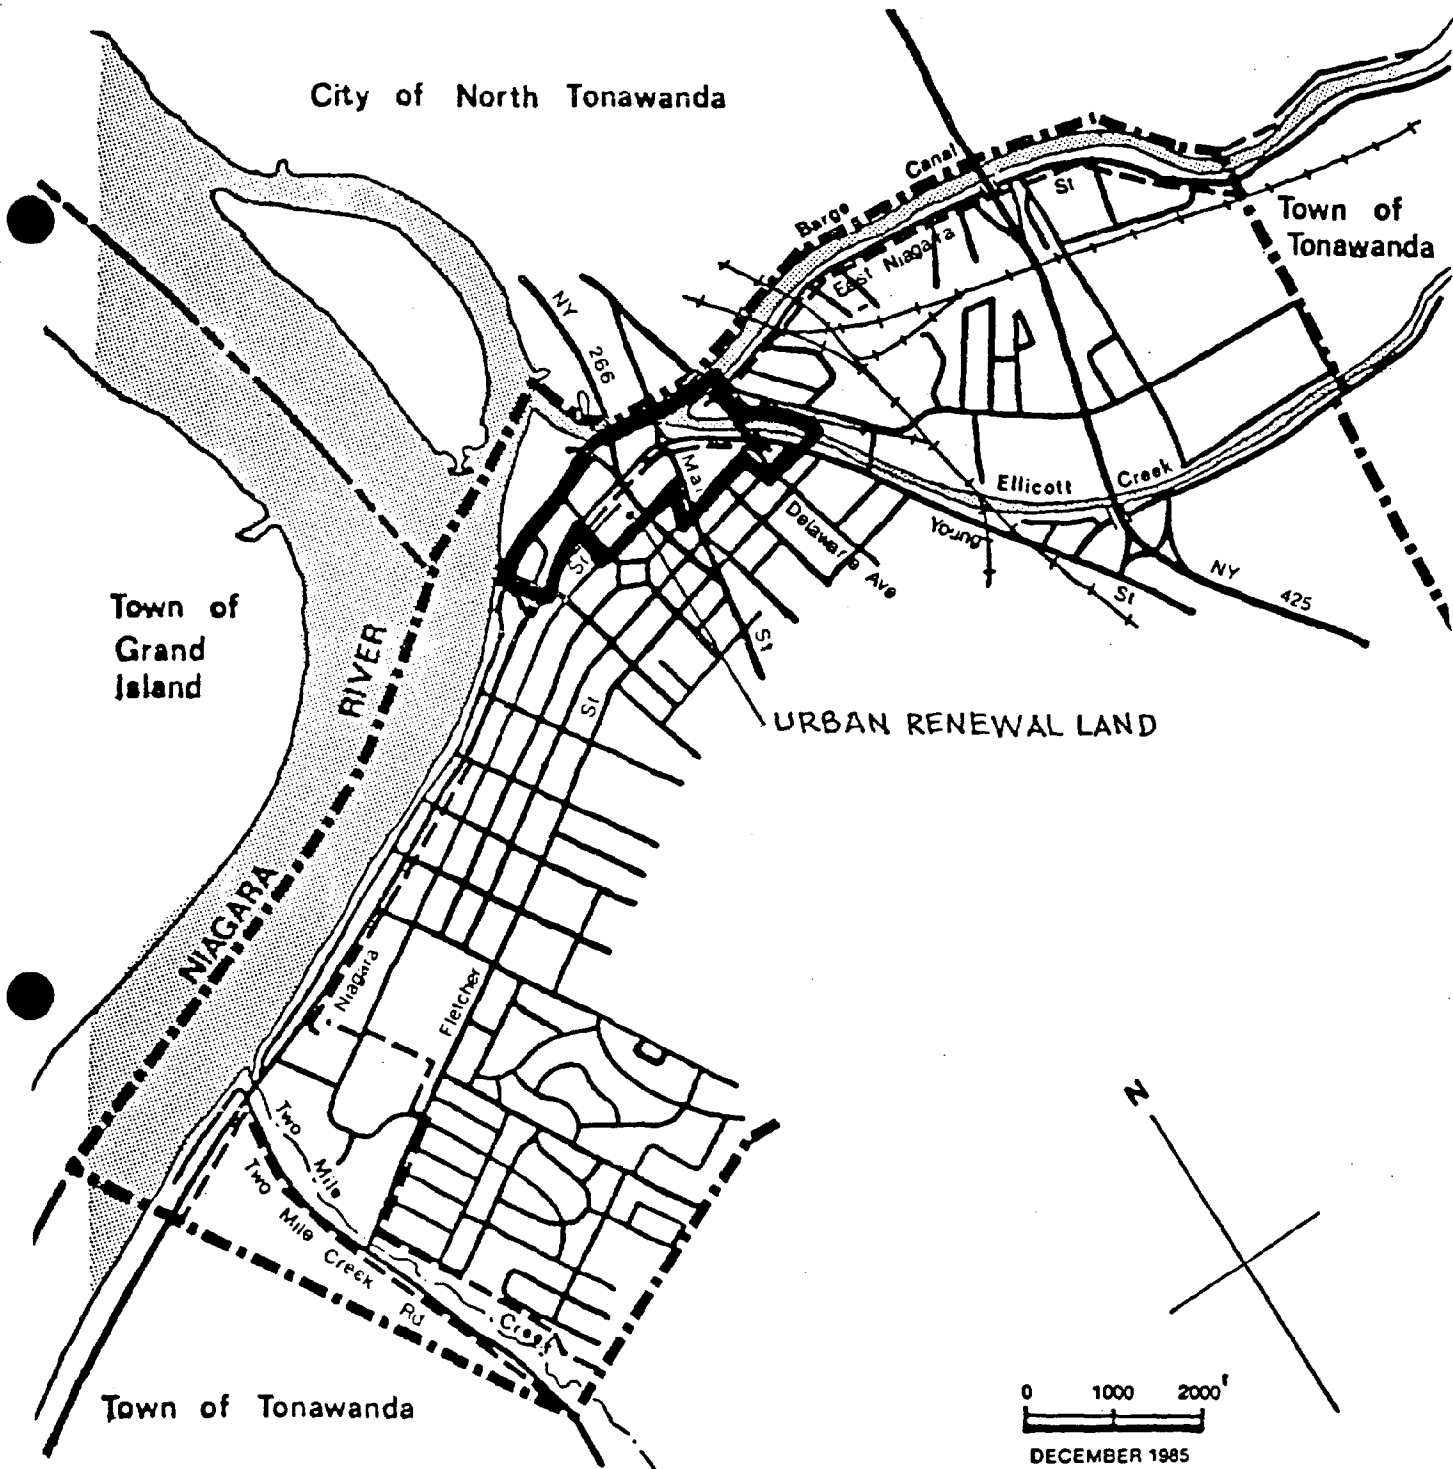 City of North Tonawanda
Barge Canal
St
East Niagara
Town of
Tonawanda
NY 266
Main
Ellicott Creek
Delaware Ave
Young
St
NY 425
St
St
Town of
Grand
Island
NIAGARA RIVER
St
URBAN RENEWAL LAND
Niagara
Fletcher
N
Two Mile
Creek
Two Mile Creek Rd
Town of Tonawanda
0 1000 2000'
DECEMBER 1985